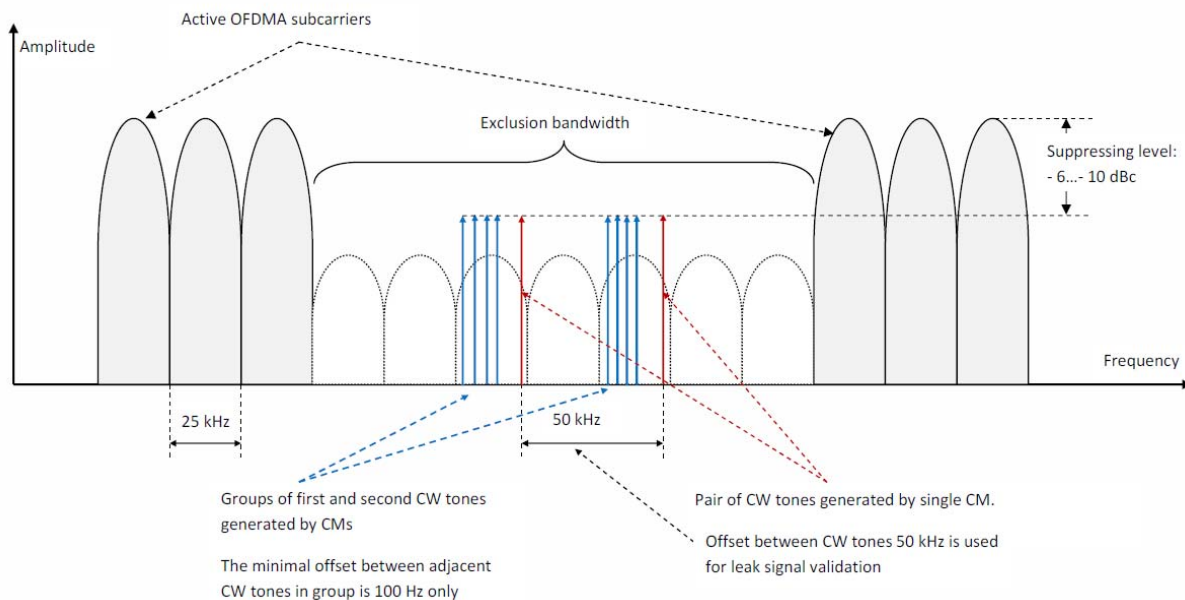 Active OFDMA subcarriers
Amplitude
Exclusion bandwidth
Suppressing level:
- 6...- 10 dBc
Frequency
25 kHz
50 kHz
Groups of first and second CW tones
generated by CMs
The minimal offset between adjacent
CW tones in group is 100 Hz only
Pair of CW tones generated by single CM.
Offset between CW tones 50 kHz is used
for leak signal validation